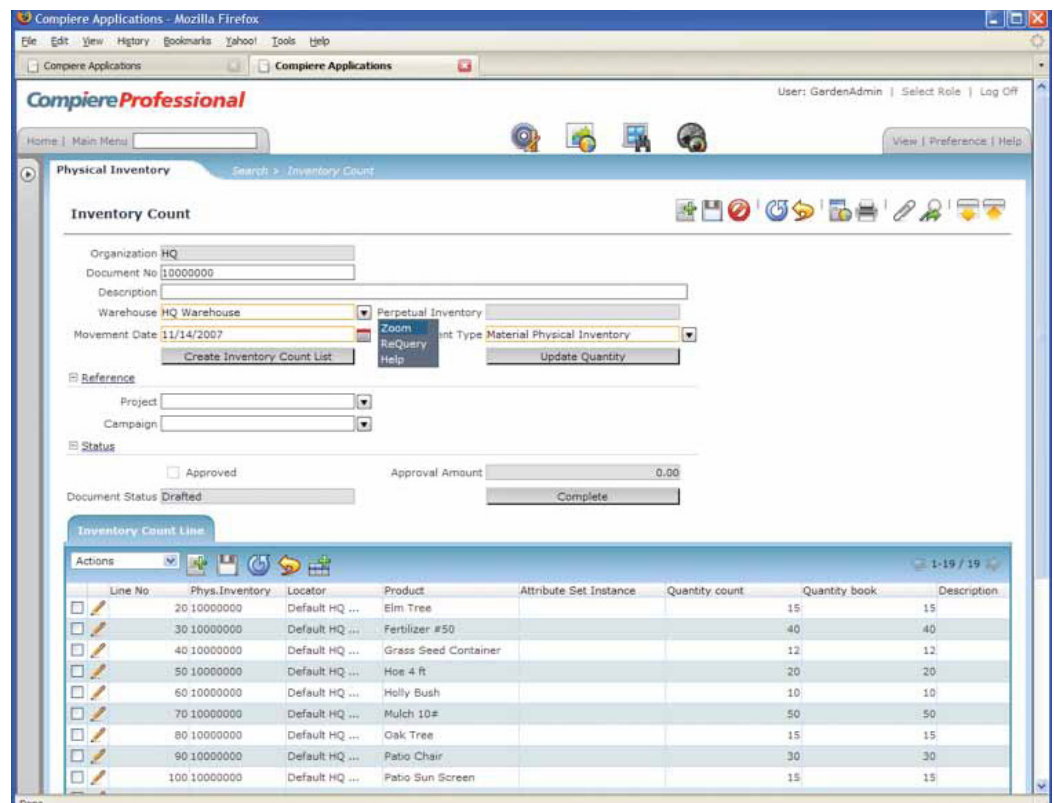 Compiere Applications - Mozilla Firefox
File Edit View History Bookmarks Yahoo! Tools Help
Compiere Applications Compiere Applications
Compiere Professional
User: GardenAdmin | Select Role | Log Off
Home | Main Menu
View | Preference | Help
Physical Inventory Search > Inventory Count
Inventory Count
Organization HQ
Document No 10000000
Description
Warehouse HQ Warehouse Perpetual Inventory
Movement Date 11/14/2007 Zoom nt Type Material Physical Inventory
ReQuery
Help
Create Inventory Count List Update Quantity
Reference
Project
Campaign
Status
Approved Approval Amount 0.00
Document Status Drafted Complete
Inventory Count Line
Actions 1-19 / 19
Line No Phys.Inventory Locator Product Attribute Set Instance Quantity count Quantity book Description
20 10000000 Default HQ ... Elm Tree 15 15
30 10000000 Default HQ ... Fertilizer #50 40 40
40 10000000 Default HQ ... Grass Seed Container 12 12
50 10000000 Default HQ ... Hoe 4 ft 20 20
60 10000000 Default HQ ... Holly Bush 10 10
70 10000000 Default HQ ... Mulch 10# 50 50
80 10000000 Default HQ ... Oak Tree 15 15
90 10000000 Default HQ ... Patio Chair 30 30
100 10000000 Default HQ ... Patio Sun Screen 15 15